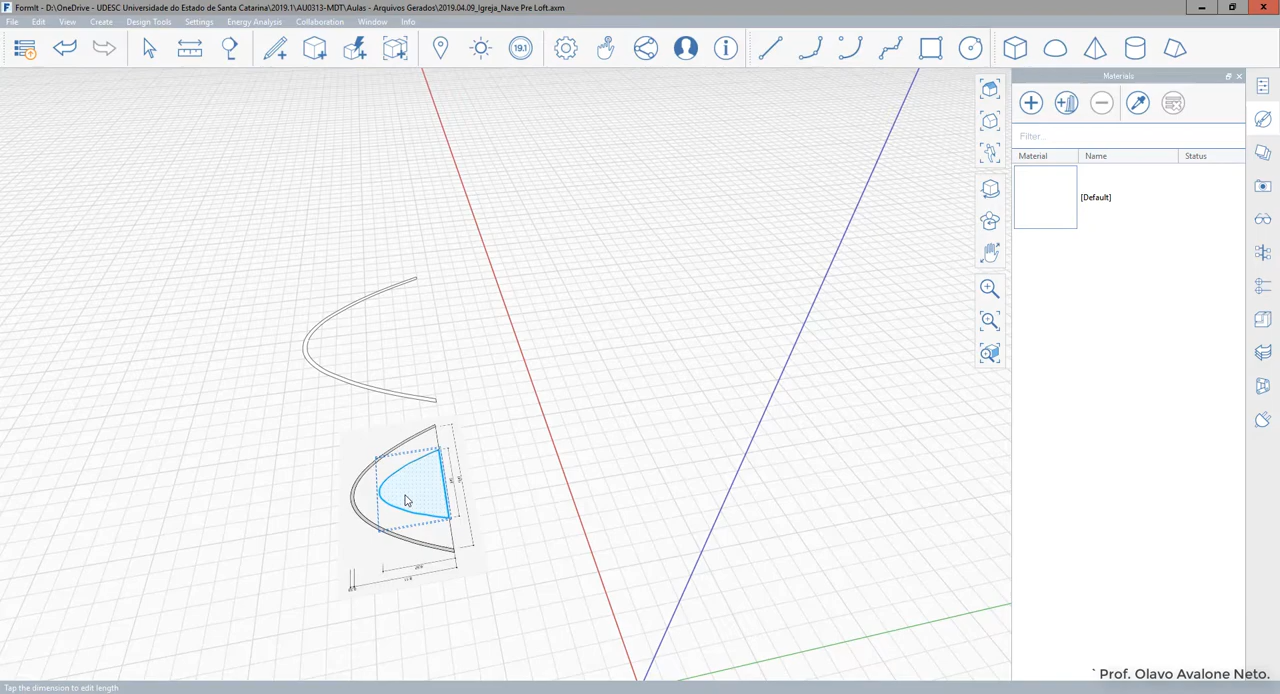 FormIt - D:\OneDrive - UDESC Universidade do Estado de Santa Catarina\2019.1\AU0313-MDT\Aulas - Arquivos Gerados\2019.04.09_Igreja_Nave Pre Loft.axm
File Edit View Create Design Tools Settings Energy Analysis Collaboration Window Info
19.1
Materials
Filter...
Material Name Status
[Default]
Tap the dimension to edit length
` Prof. Olavo Avalone Neto.